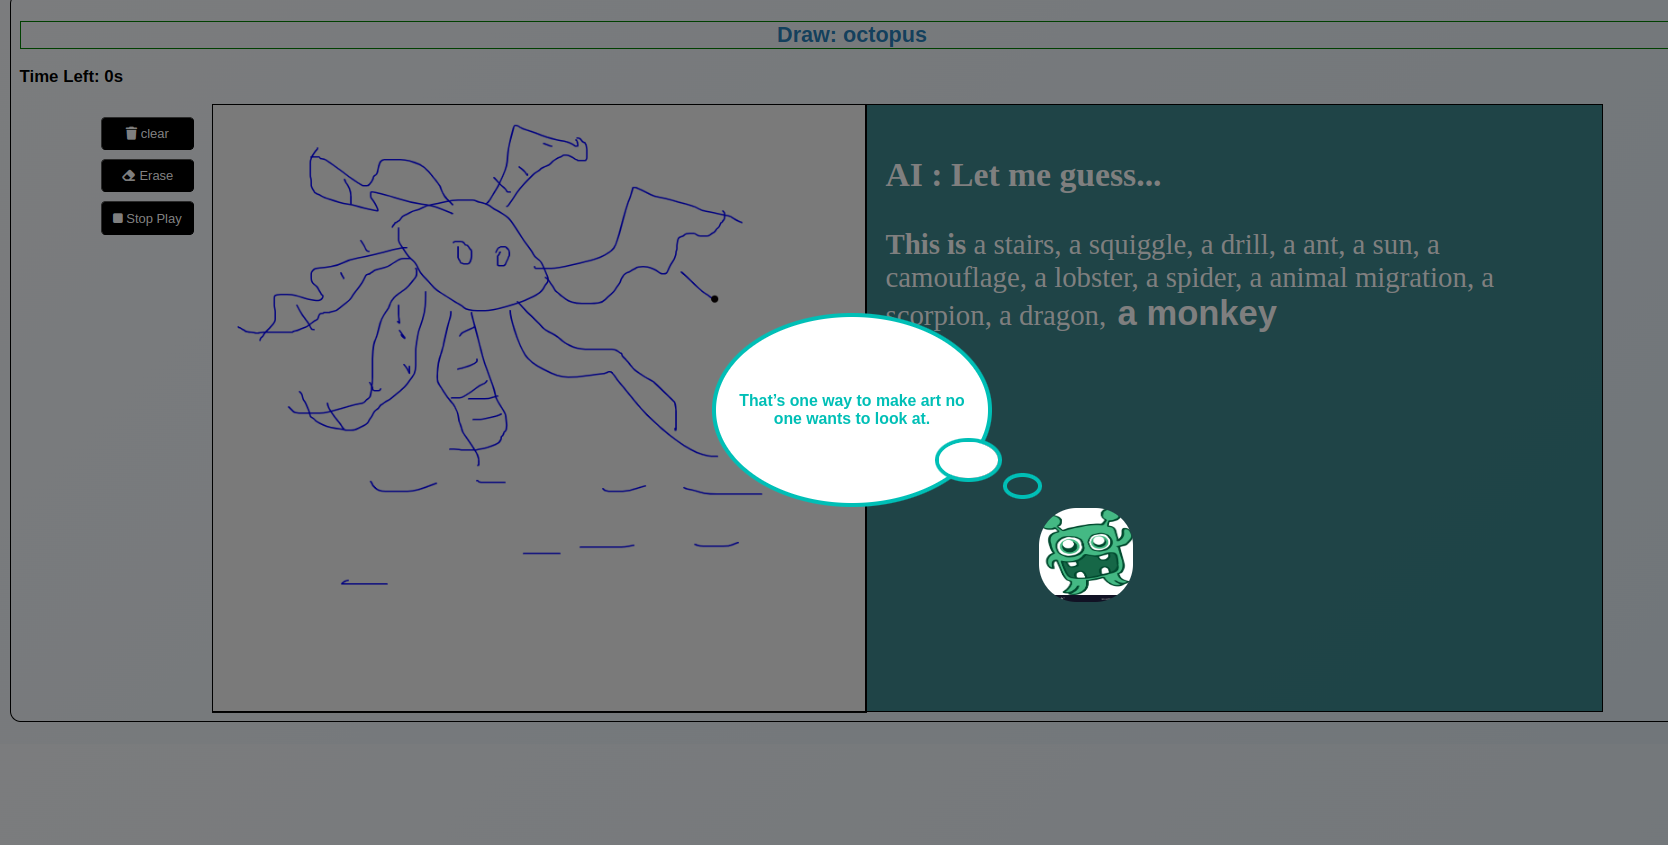 Draw: octopus
Time Left: 0s
clear
Erase
Stop Play
AI : Let me guess...
This is a stairs, a squiggle, a drill, a ant, a sun, a
camouflage, a lobster, a spider, a animal migration, a
scorpion, a dragon, a monkey
That’s one way to make art no
one wants to look at.